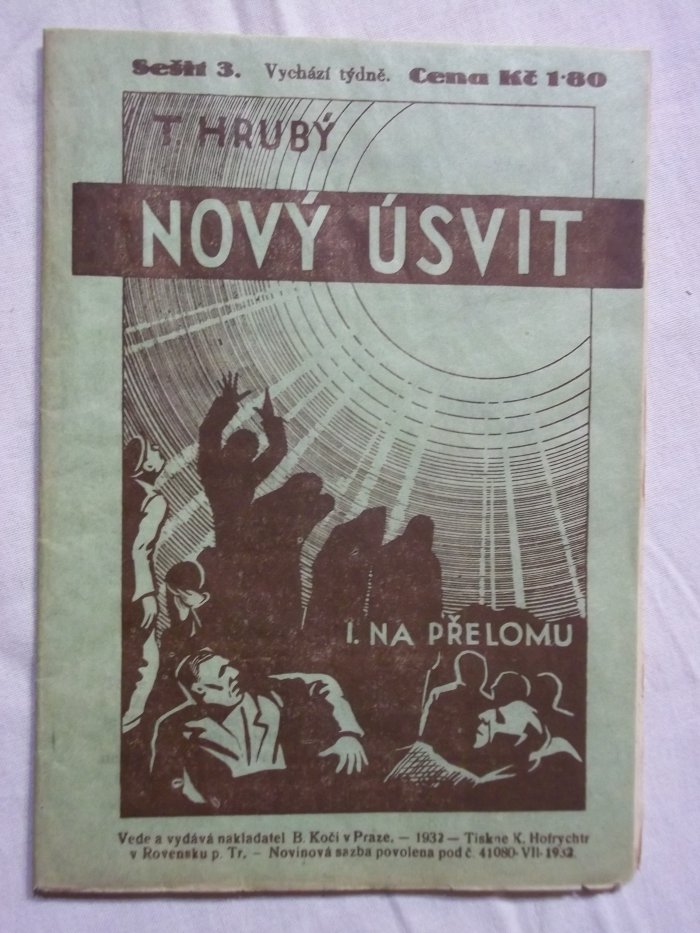 Sešit 3. Vychází týdně. Cena Kč 1·80
T. HRUBÝ
NOVÝ ÚSVIT
I. NA PŘELOMU
Vede a vydává nakladatel B. Kočí v Praze. — 1932 — Tiskne K. Hofrychtr
v Rovensku p. Tr. — Novinová sazba povolena pod č. 41080-VII-1932.